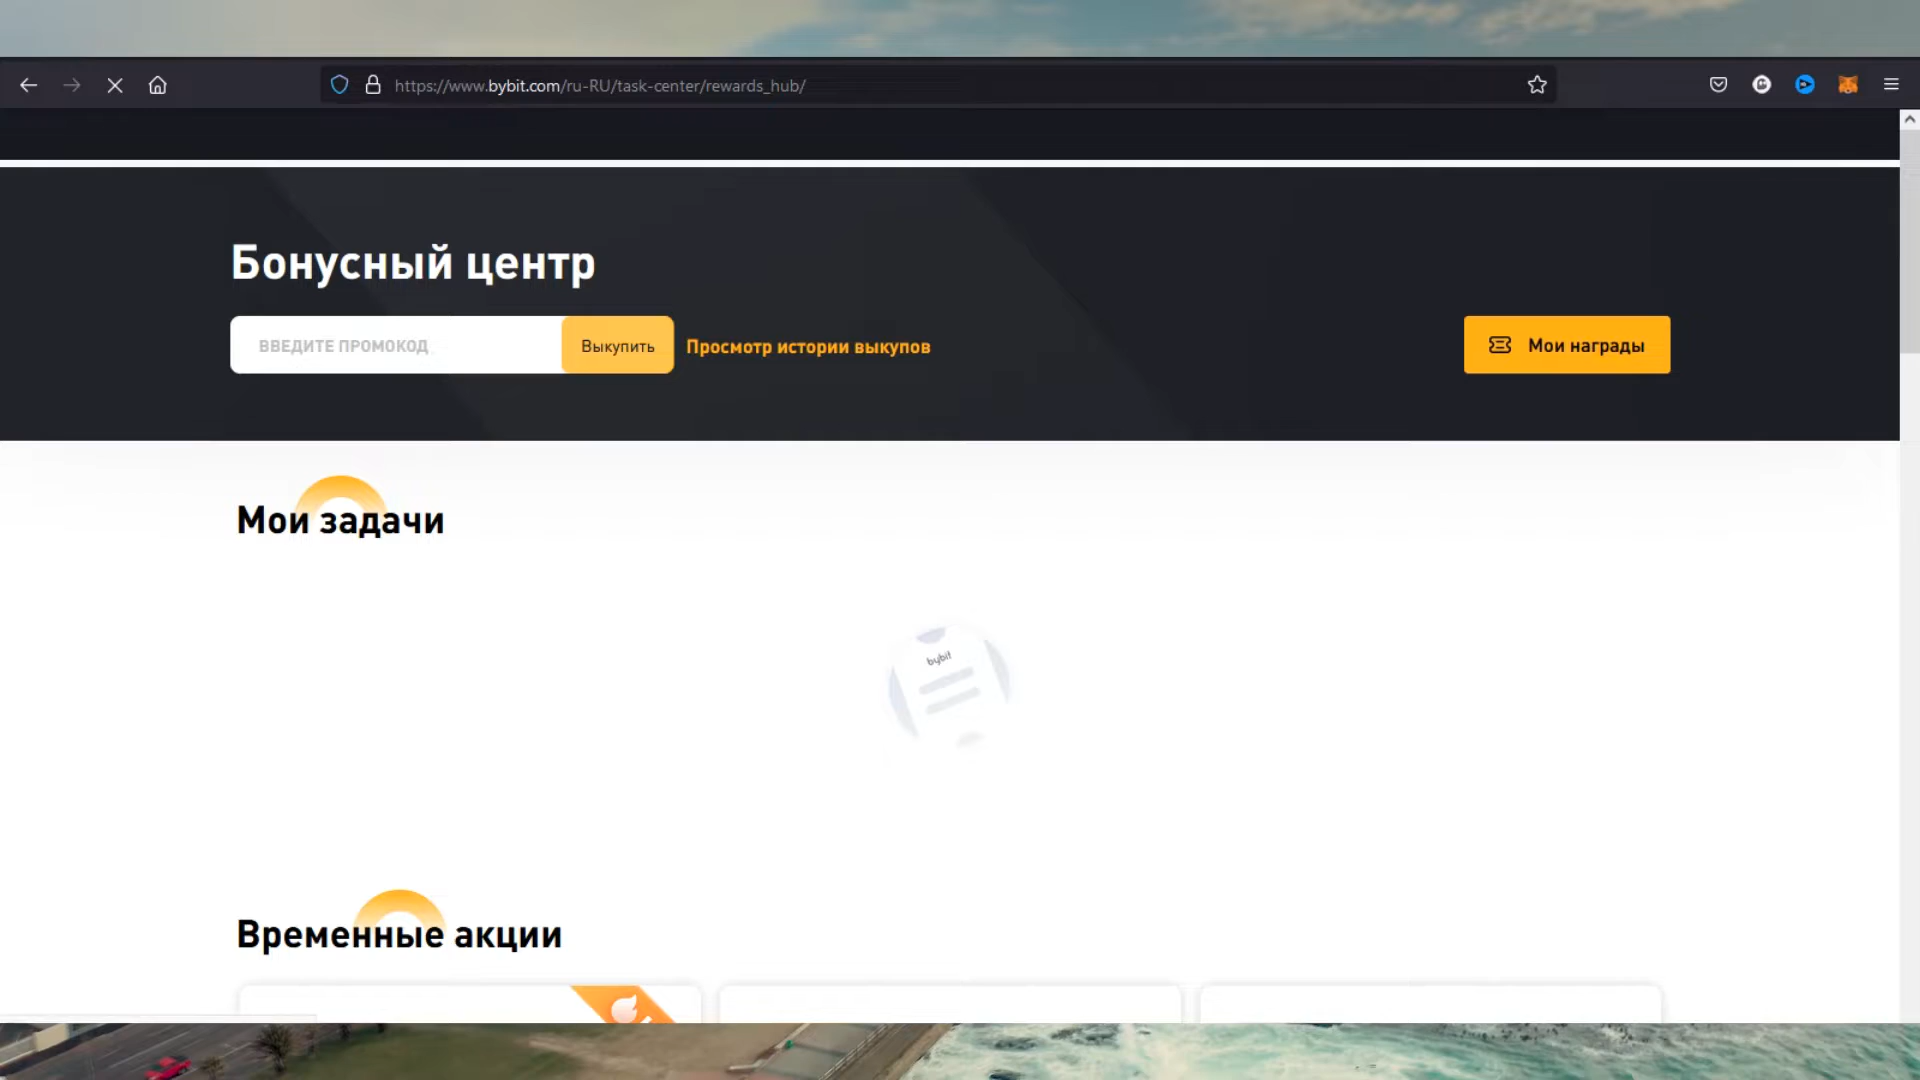 https://www.bybit.com/ru-RU/task-center/rewards_hub/
Бонусный центр
ВВЕДИТЕ ПРОМОКОД
Выкупить
Просмотр истории выкупов
Мои награды
Мои задачи
bybit
Временные акции